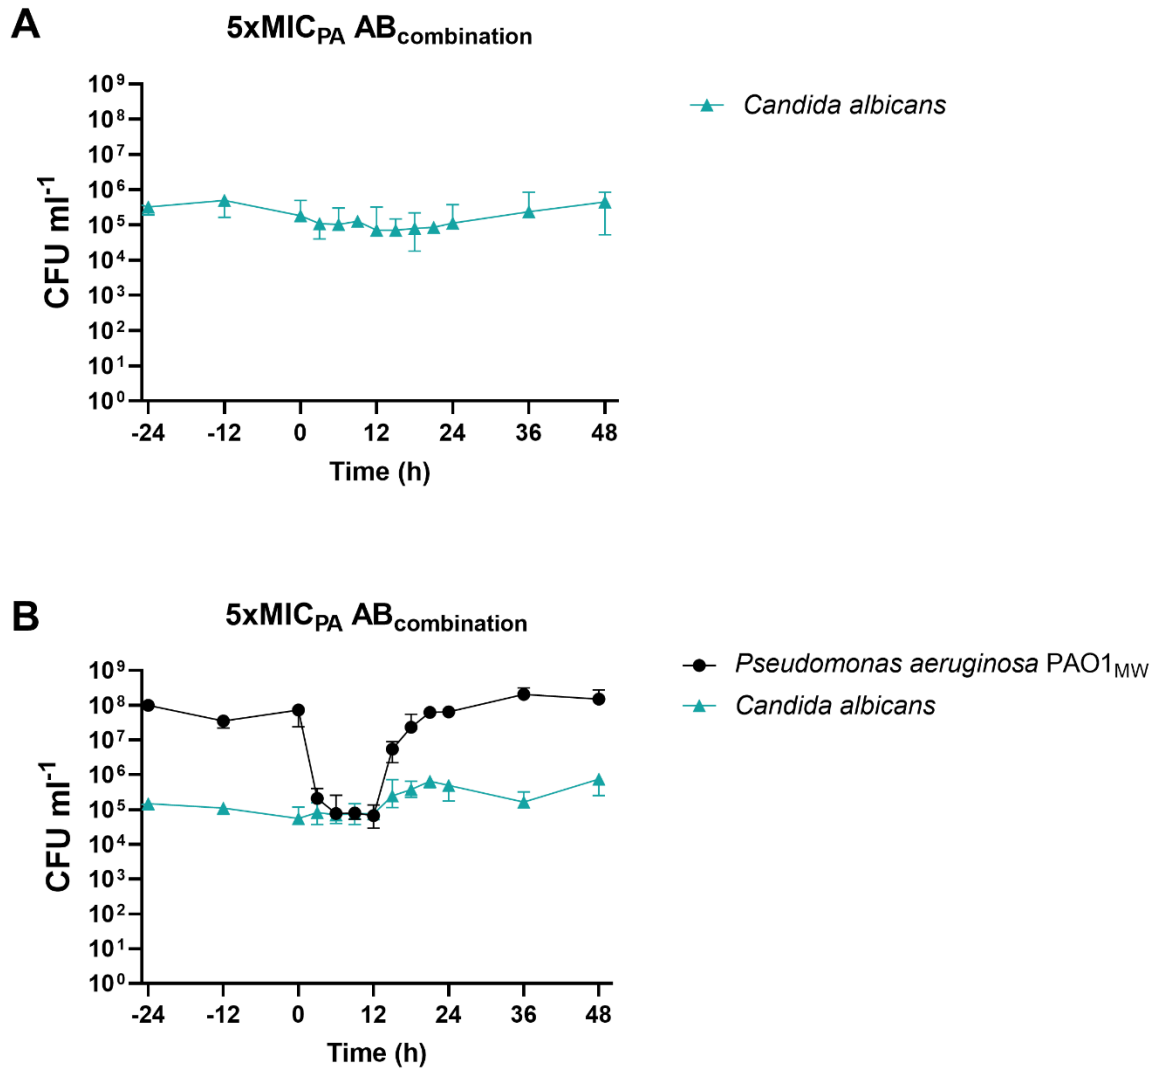 A
5xMICPA ABcombination
10⁹
10⁸
10⁷
10⁶
10⁵
10⁴
10³
10²
10¹
10⁰
CFU ml⁻¹
-24 -12 0 12 24 36 48
Time (h)
Candida albicans
B
5xMICPA ABcombination
10⁹
10⁸
10⁷
10⁶
10⁵
10⁴
10³
10²
10¹
10⁰
CFU ml⁻¹
-24 -12 0 12 24 36 48
Time (h)
Pseudomonas aeruginosa PAO1MW
Candida albicans